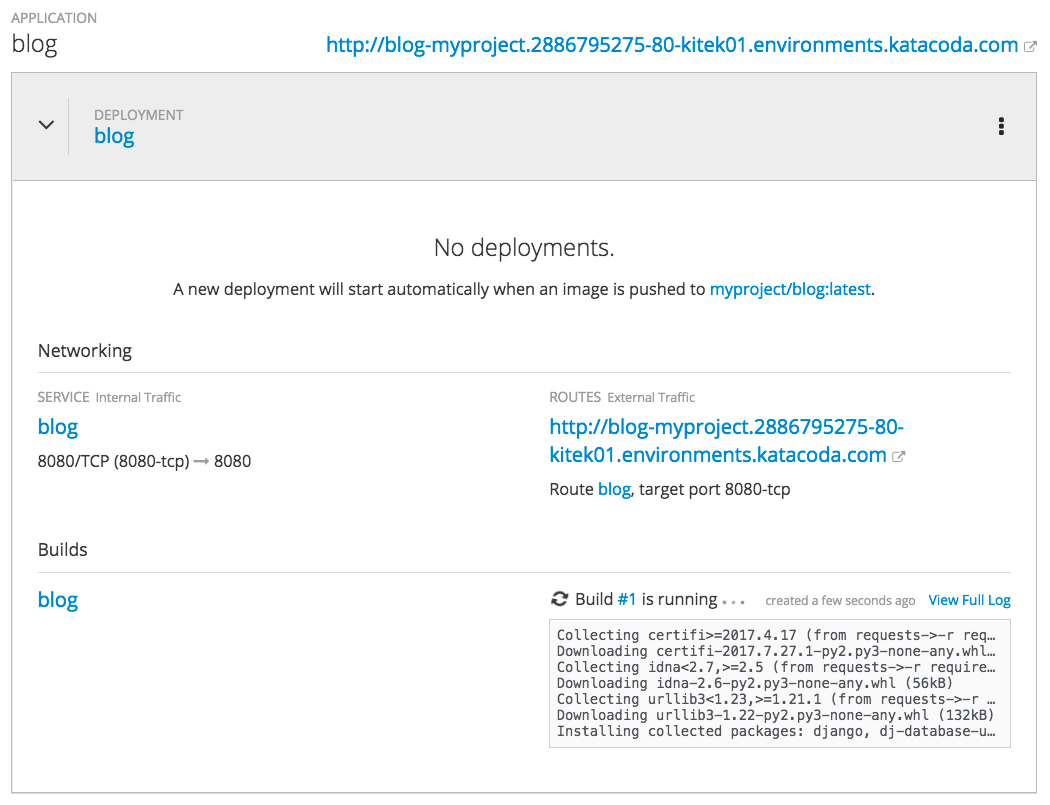 APPLICATION
blog
http://blog-myproject.2886795275-80-kitek01.environments.katacoda.com
DEPLOYMENT
blog
No deployments.
A new deployment will start automatically when an image is pushed to myproject/blog:latest.
Networking
SERVICE Internal Traffic
blog
8080/TCP (8080-tcp) → 8080
ROUTES External Traffic
http://blog-myproject.2886795275-80-
kitek01.environments.katacoda.com
Route blog, target port 8080-tcp
Builds
blog
Build #1 is running ... created a few seconds ago View Full Log
Collecting certifi>=2017.4.17 (from requests->-r req…
Downloading certifi-2017.7.27.1-py2.py3-none-any.whl…
Collecting idna<2.7,>=2.5 (from requests->-r require…
Downloading idna-2.6-py2.py3-none-any.whl (56kB)
Collecting urllib3<1.23,>=1.21.1 (from requests->-r …
Downloading urllib3-1.22-py2.py3-none-any.whl (132kB)
Installing collected packages: django, dj-database-u…